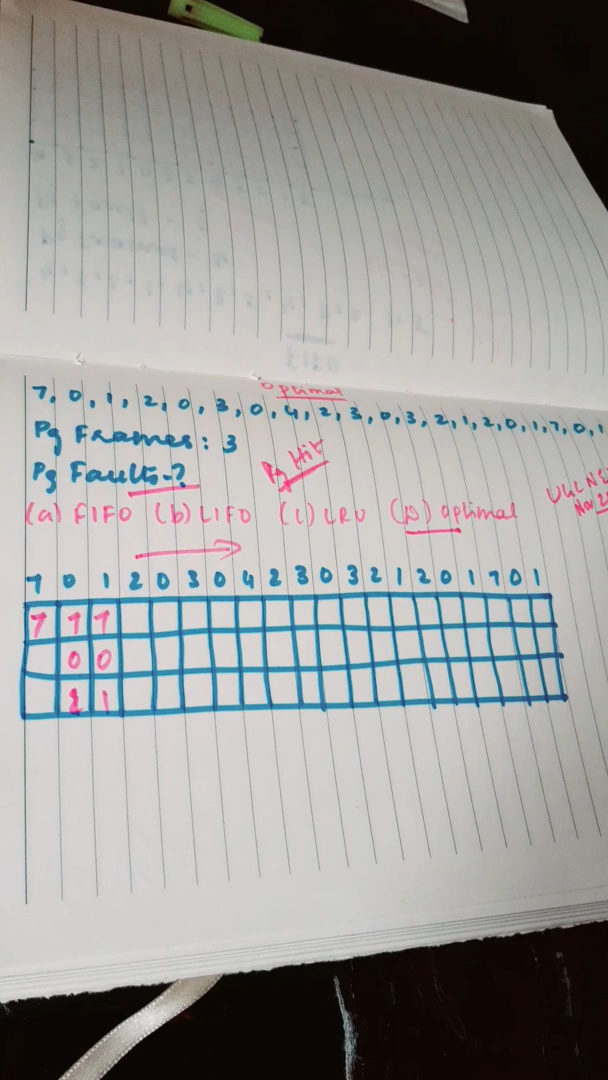 Optimal
7, 0, 1, 2, 0, 3, 0, 4, 2, 3, 0, 3, 2, 1, 2, 0, 1, 7, 0, 1
Pg Frames: 3
Pg Hit
Pg Faults-?
(a) FIFO (b) LIFO (c) LRU (D) optimal
Nov 2
7 0 1 2 0 3 0 4 2 3 0 3 2 1 2 0 1 7 0 1
7 7 7
0 0
1 1